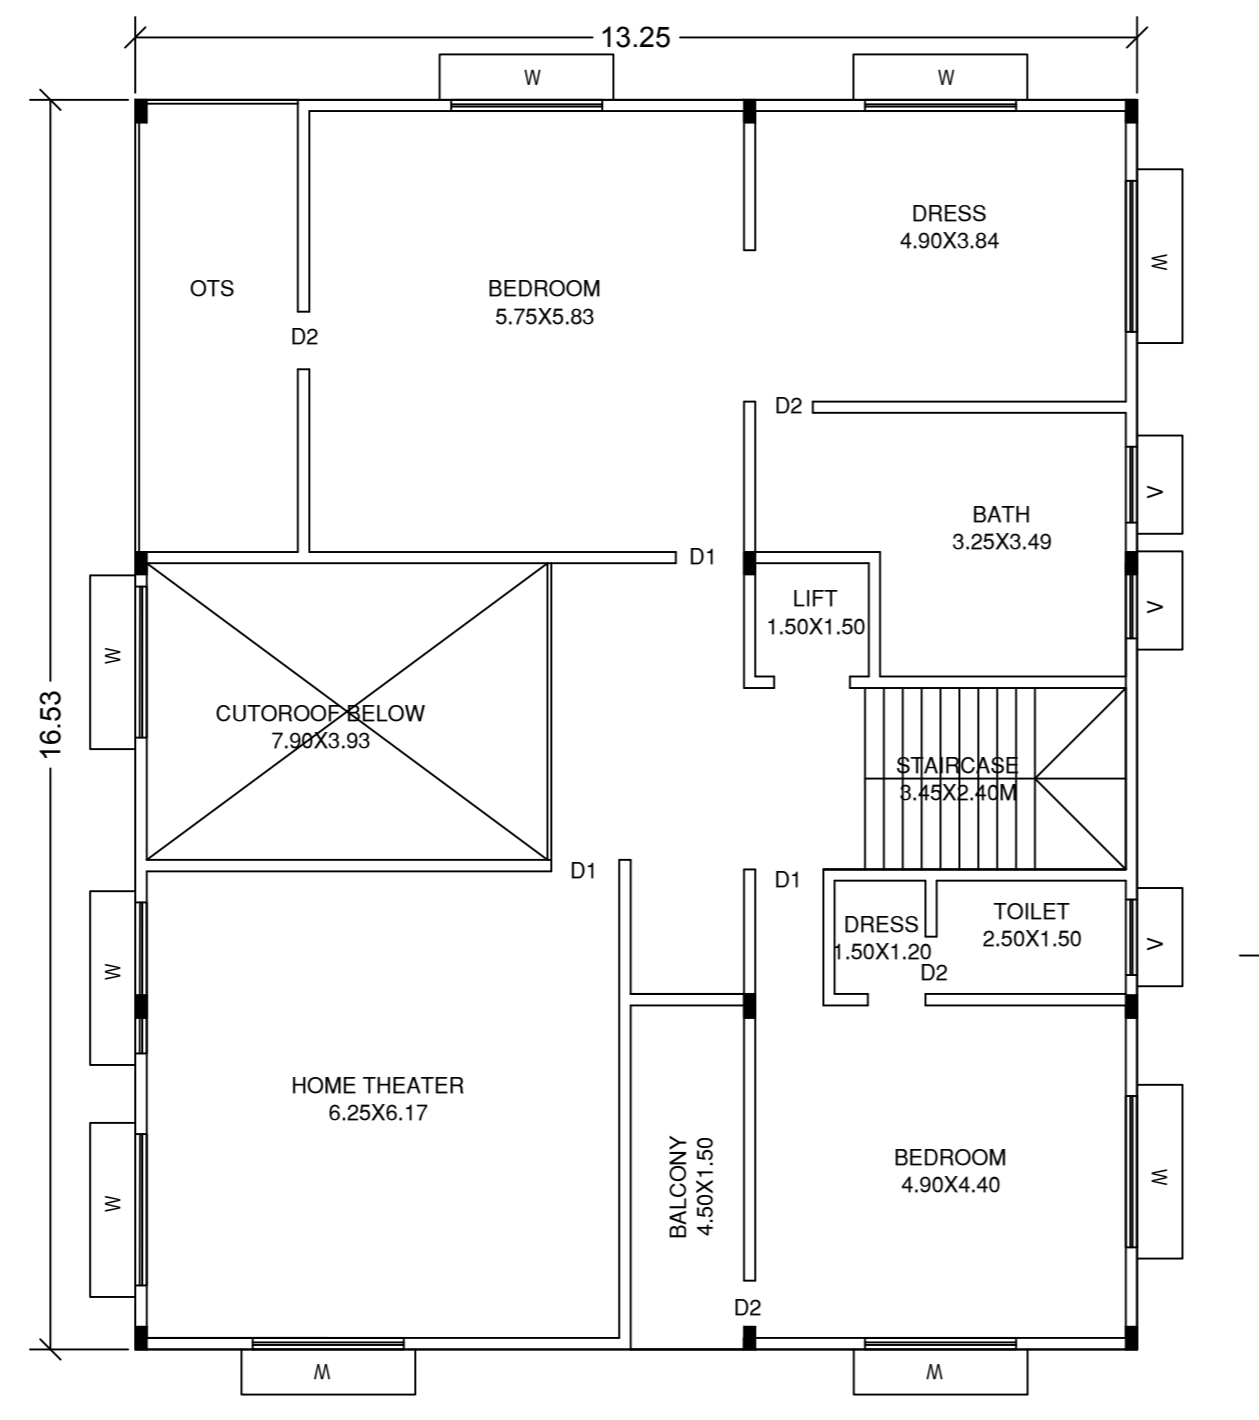 13.25
W
W
DRESS
4.90X3.84
W
OTS
BEDROOM
5.75X5.83
D2
D2
V
BATH
3.25X3.49
D1
LIFT
1.50X1.50
V
W
16.53
CUTOROOF BELOW
7.90X3.93
STAIRCASE
3.45X2.40M
D1
D1
DRESS
1.50X1.20
TOILET
2.50X1.50
V
D2
W
HOME THEATER
6.25X6.17
BALCONY
4.50X1.50
BEDROOM
4.90X4.40
W
W
D2
W
W